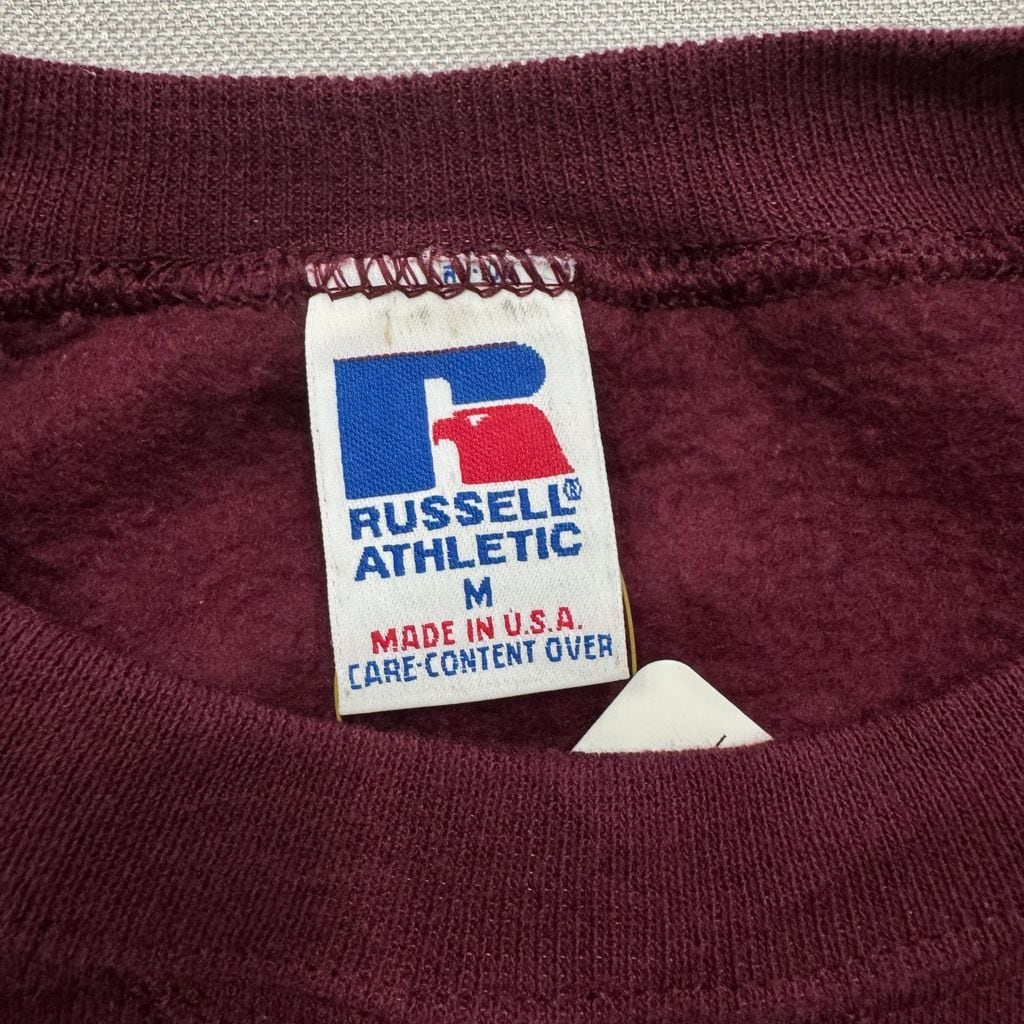 RUSSELL®
ATHLETIC
M
MADE IN U.S.A.
CARE-CONTENT OVER